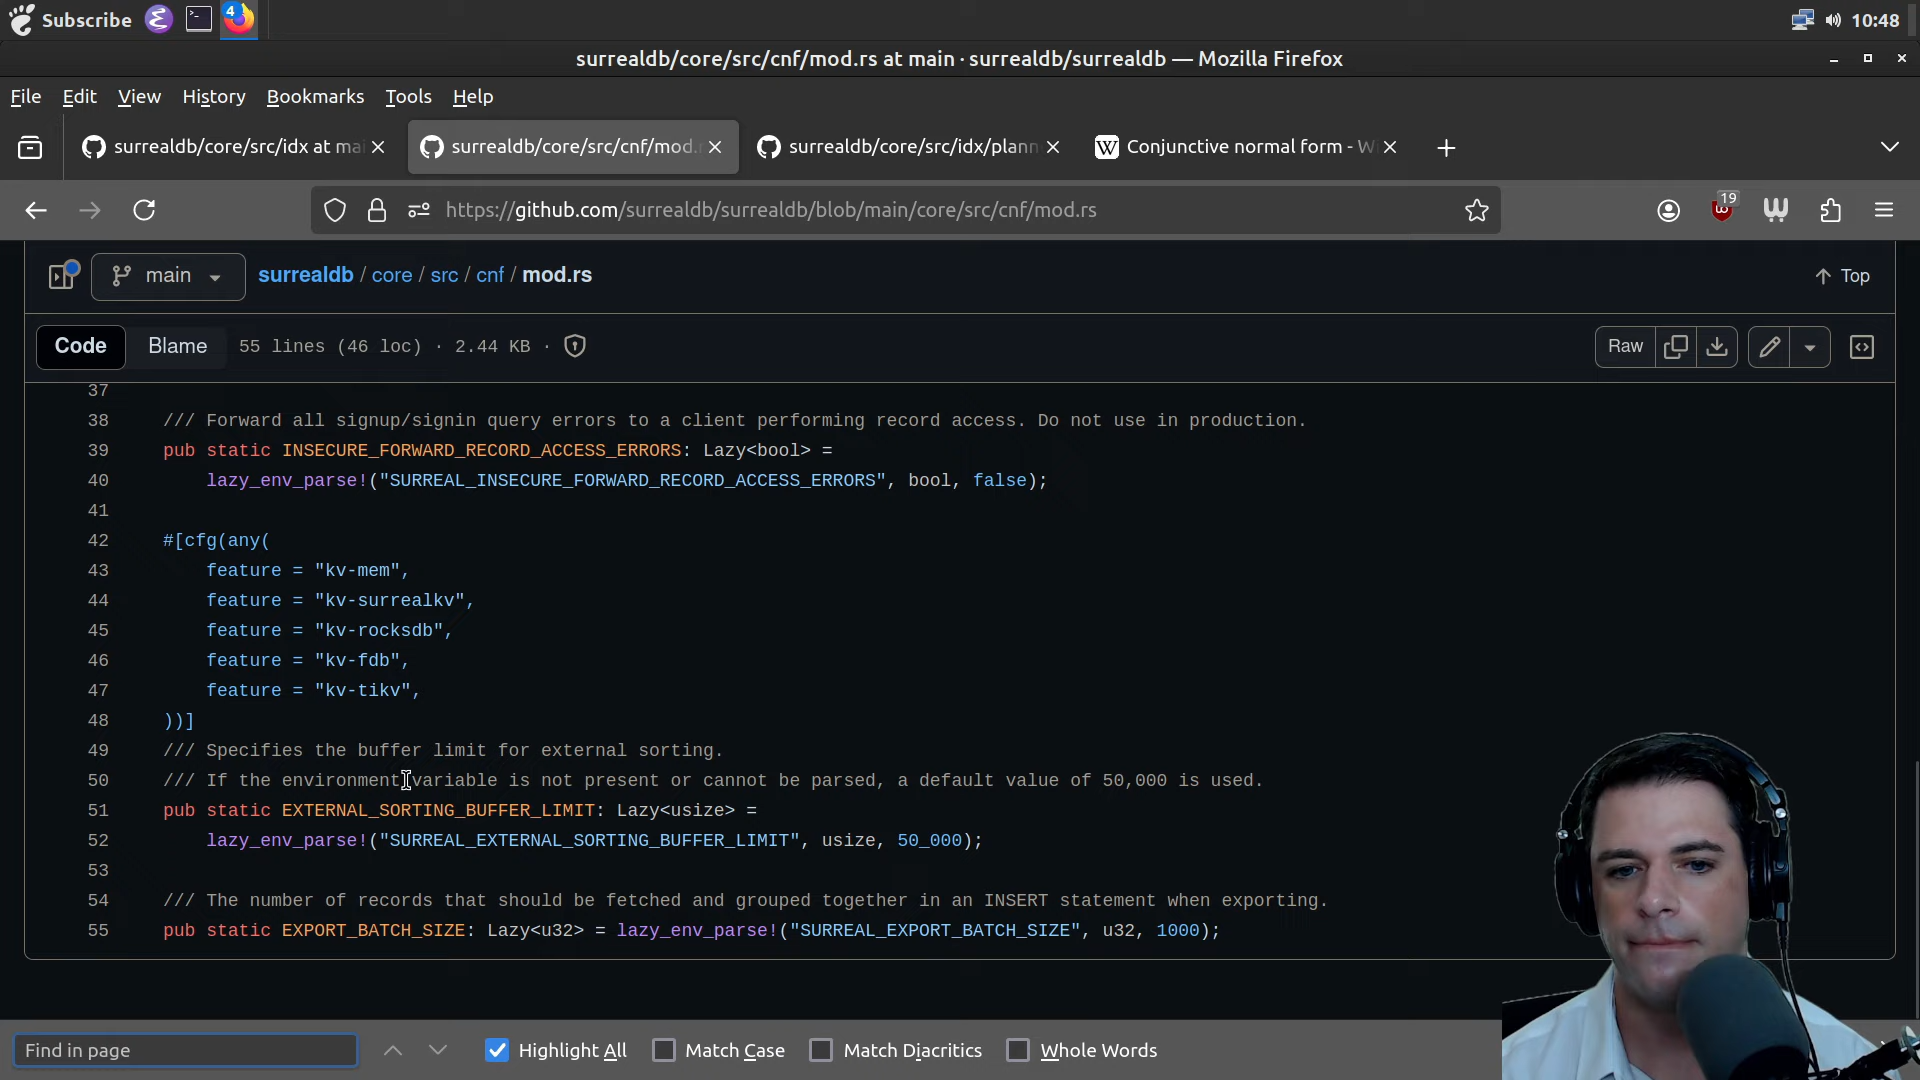 Subscribe
4
10:48
surrealdb/core/src/cnf/mod.rs at main · surrealdb/surrealdb — Mozilla Firefox
File Edit View History Bookmarks Tools Help
surrealdb/core/src/idx at ma
surrealdb/core/src/cnf/mod.
surrealdb/core/src/idx/plann
Conjunctive normal form - W
https://github.com/surrealdb/surrealdb/blob/main/core/src/cnf/mod.rs
19
main
surrealdb / core / src / cnf / mod.rs
Top
Code Blame 55 lines (46 loc) · 2.44 KB ·
Raw
37
38 /// Forward all signup/signin query errors to a client performing record access. Do not use in production.
39 pub static INSECURE_FORWARD_RECORD_ACCESS_ERRORS: Lazy<bool> =
40 lazy_env_parse!("SURREAL_INSECURE_FORWARD_RECORD_ACCESS_ERRORS", bool, false);
41
42 #[cfg(any(
43 feature = "kv-mem",
44 feature = "kv-surrealkv",
45 feature = "kv-rocksdb",
46 feature = "kv-fdb",
47 feature = "kv-tikv",
48 ))]
49 /// Specifies the buffer limit for external sorting.
50 /// If the environment variable is not present or cannot be parsed, a default value of 50,000 is used.
51 pub static EXTERNAL_SORTING_BUFFER_LIMIT: Lazy<usize> =
52 lazy_env_parse!("SURREAL_EXTERNAL_SORTING_BUFFER_LIMIT", usize, 50_000);
53
54 /// The number of records that should be fetched and grouped together in an INSERT statement when exporting.
55 pub static EXPORT_BATCH_SIZE: Lazy<u32> = lazy_env_parse!("SURREAL_EXPORT_BATCH_SIZE", u32, 1000);
Find in page
Highlight All
Match Case
Match Diacritics
Whole Words